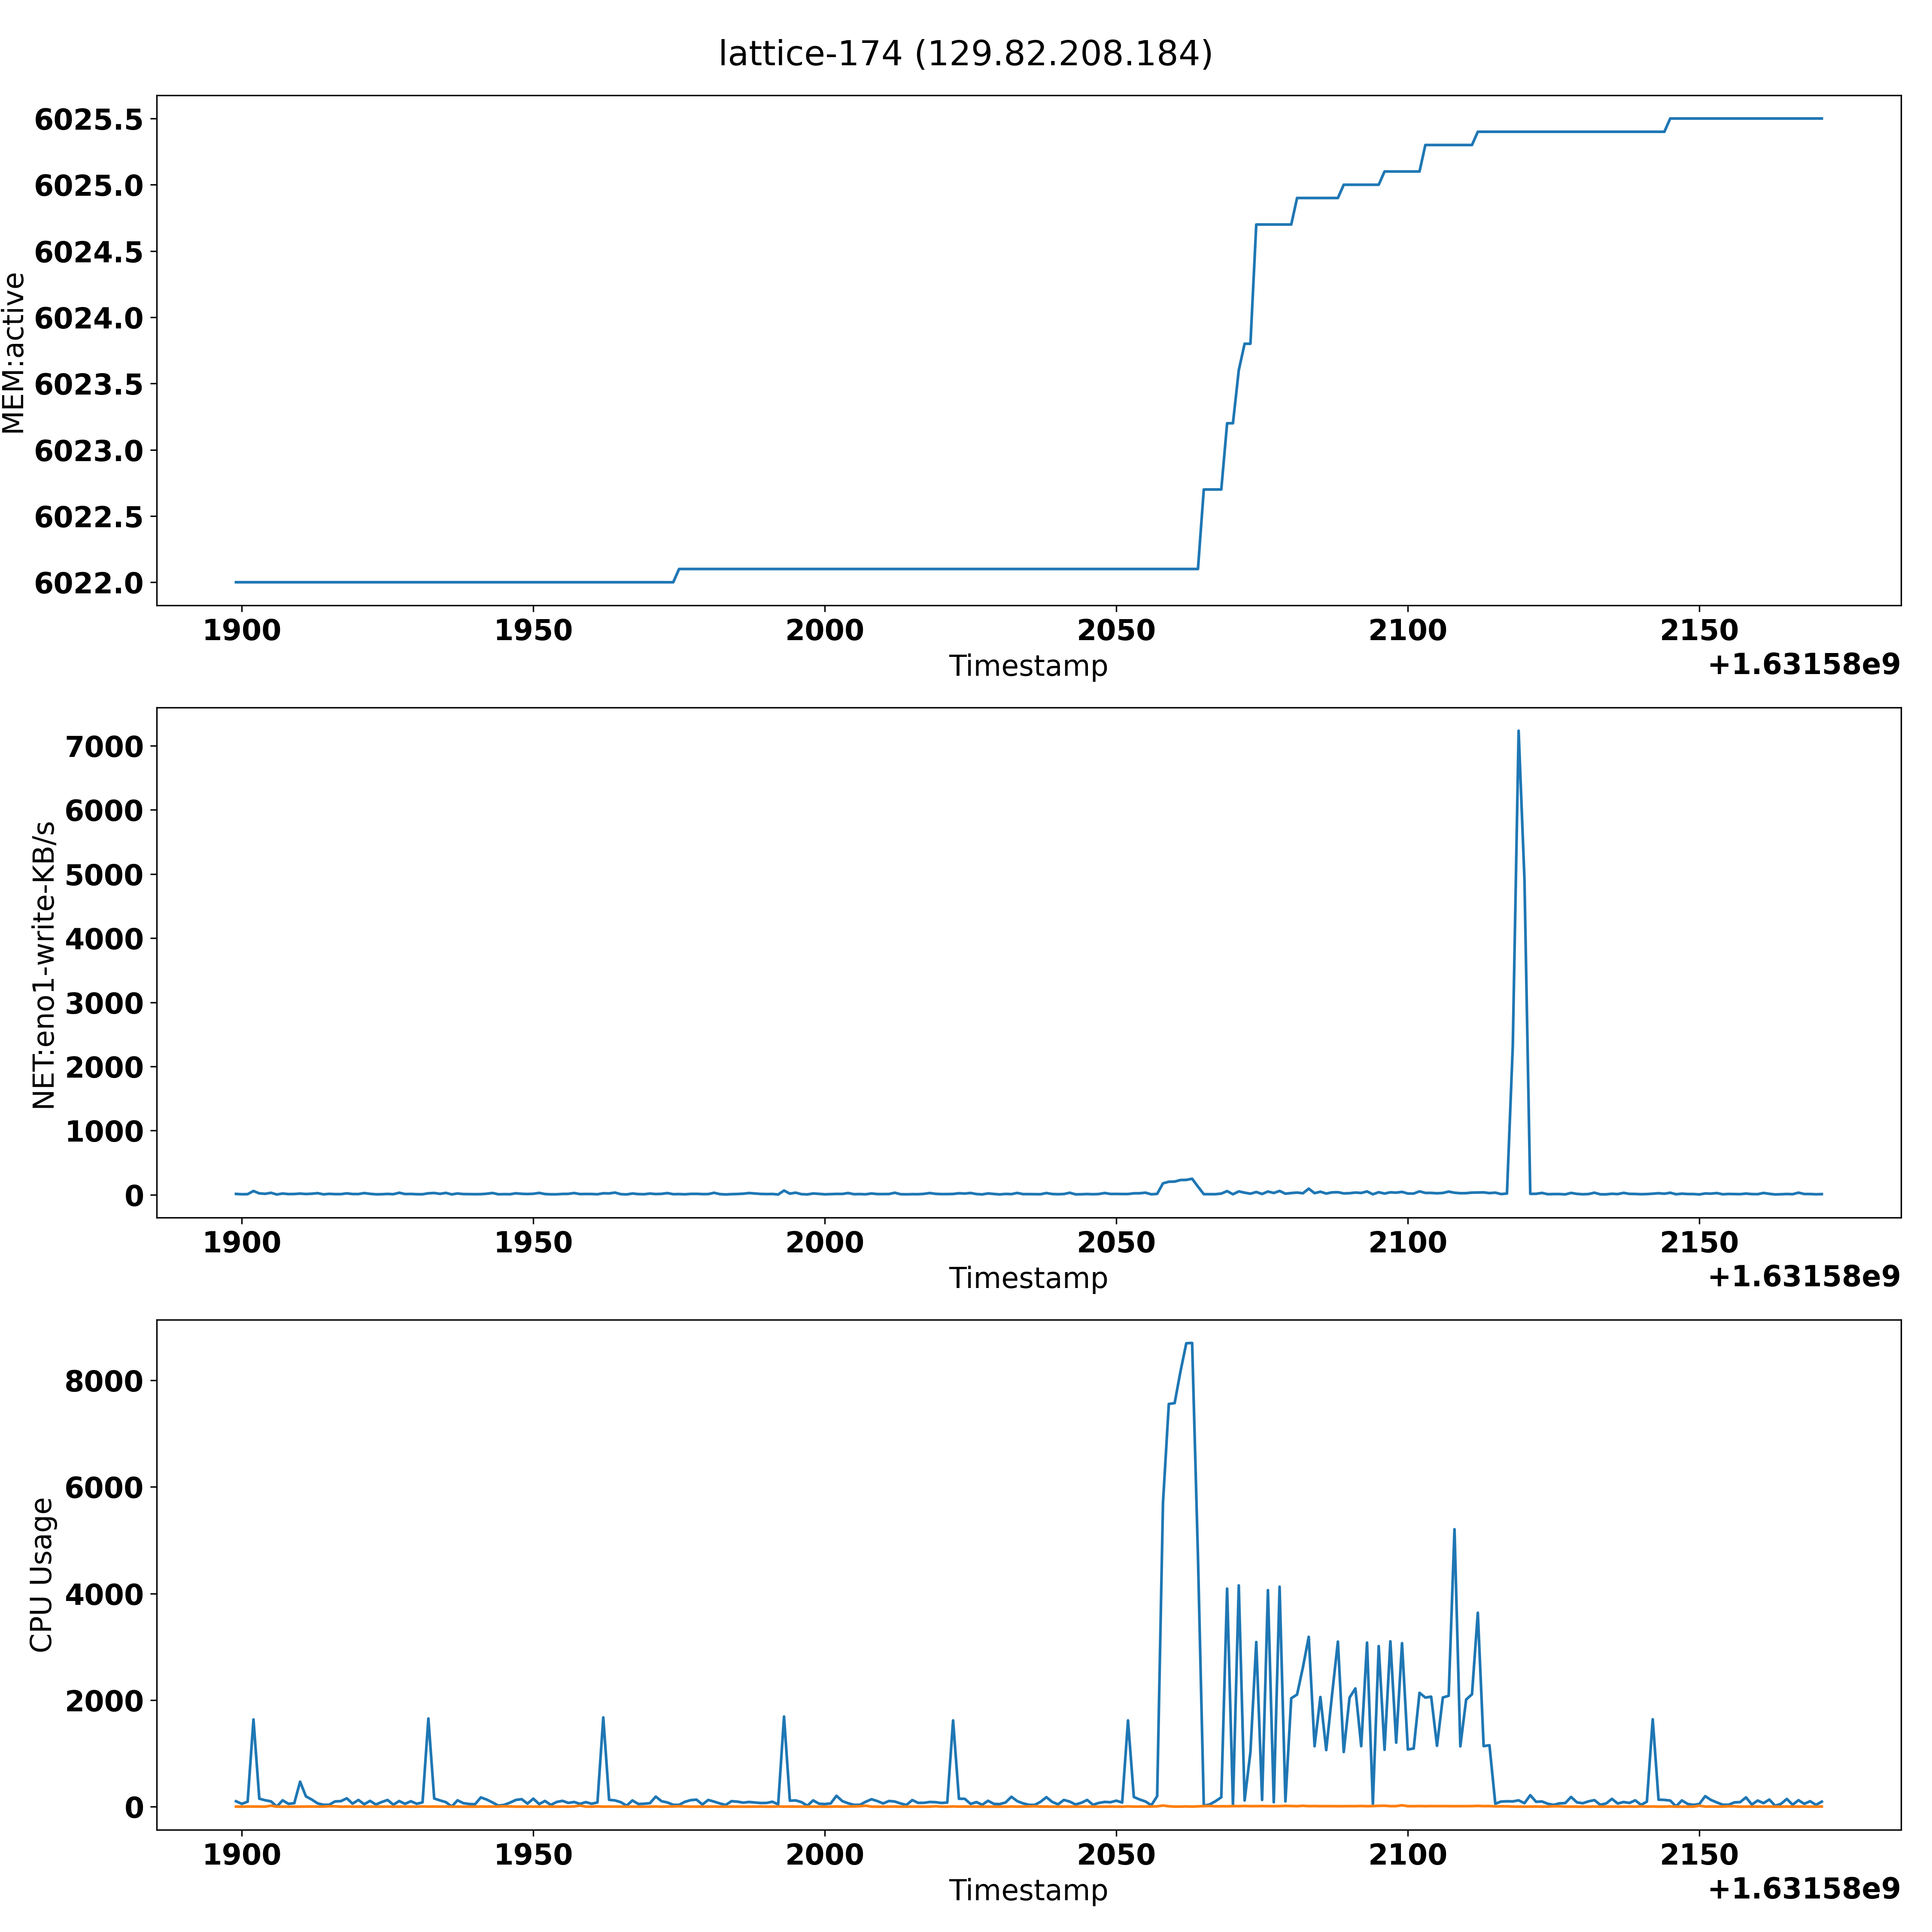 lattice-174 (129.82.208.184)
MEM:active
6025.5
6025.0
6024.5
6024.0
6023.5
6023.0
6022.5
6022.0
1900 1950 2000 2050 2100 2150
Timestamp
+1.63158e9
NET:eno1-write-KB/s
7000
6000
5000
4000
3000
2000
1000
0
1900 1950 2000 2050 2100 2150
Timestamp
+1.63158e9
CPU Usage
8000
6000
4000
2000
0
1900 1950 2000 2050 2100 2150
Timestamp
+1.63158e9